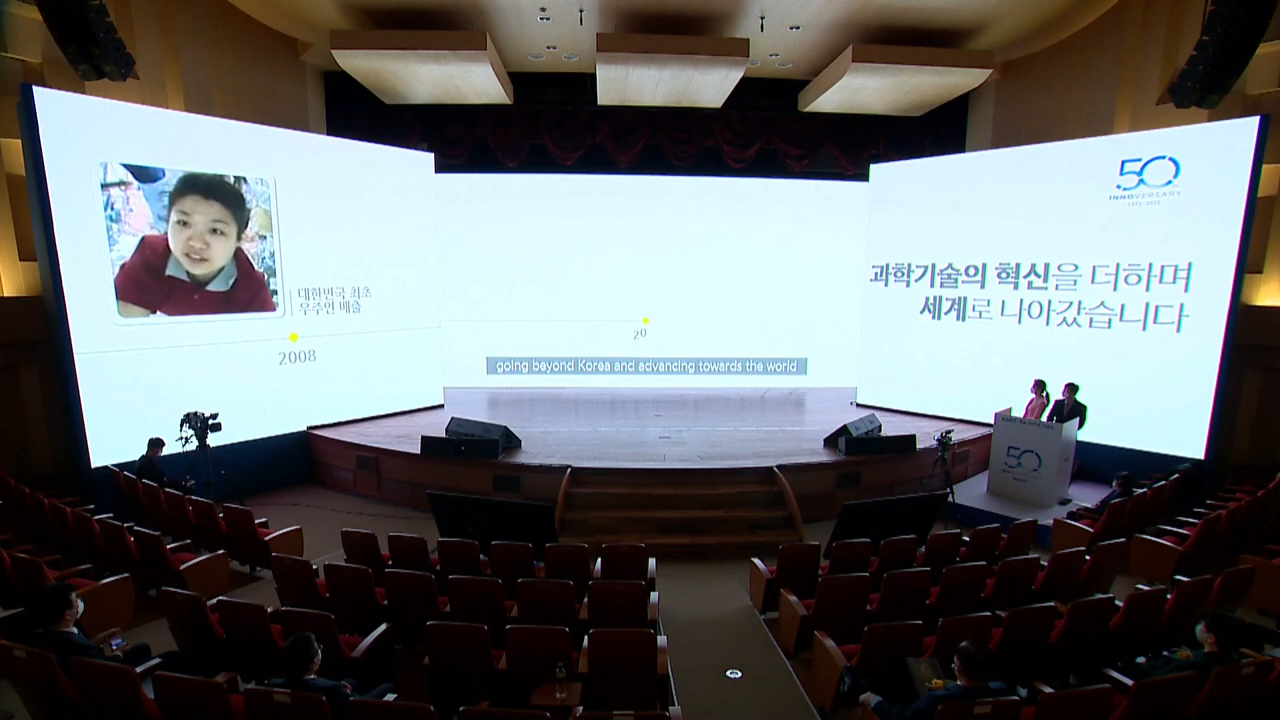 대한민국 최초
우주인 배출
2008
20
going beyond Korea and advancing towards the world
50
INNOVERSARY
1971-2021
과학기술의 혁신을 더하며
세계로 나아갔습니다
50